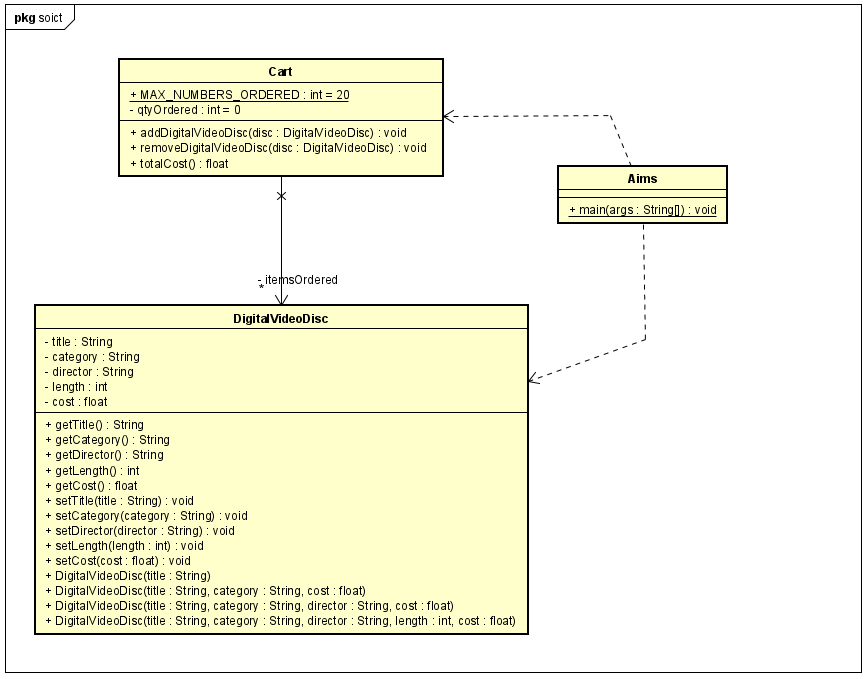 pkg soict
Cart
+ MAX_NUMBERS_ORDERED : int = 20
- qtyOrdered : int = 0
+ addDigitalVideoDisc(disc : DigitalVideoDisc) : void
+ removeDigitalVideoDisc(disc : DigitalVideoDisc) : void
+ totalCost() : float
Aims
+ main(args : String[]) : void
- itemsOrdered
*
DigitalVideoDisc
- title : String
- category : String
- director : String
- length : int
- cost : float
+ getTitle() : String
+ getCategory() : String
+ getDirector() : String
+ getLength() : int
+ getCost() : float
+ setTitle(title : String) : void
+ setCategory(category : String) : void
+ setDirector(director : String) : void
+ setLength(length : int) : void
+ setCost(cost : float) : void
+ DigitalVideoDisc(title : String)
+ DigitalVideoDisc(title : String, category : String, cost : float)
+ DigitalVideoDisc(title : String, category : String, director : String, cost : float)
+ DigitalVideoDisc(title : String, category : String, director : String, length : int, cost : float)